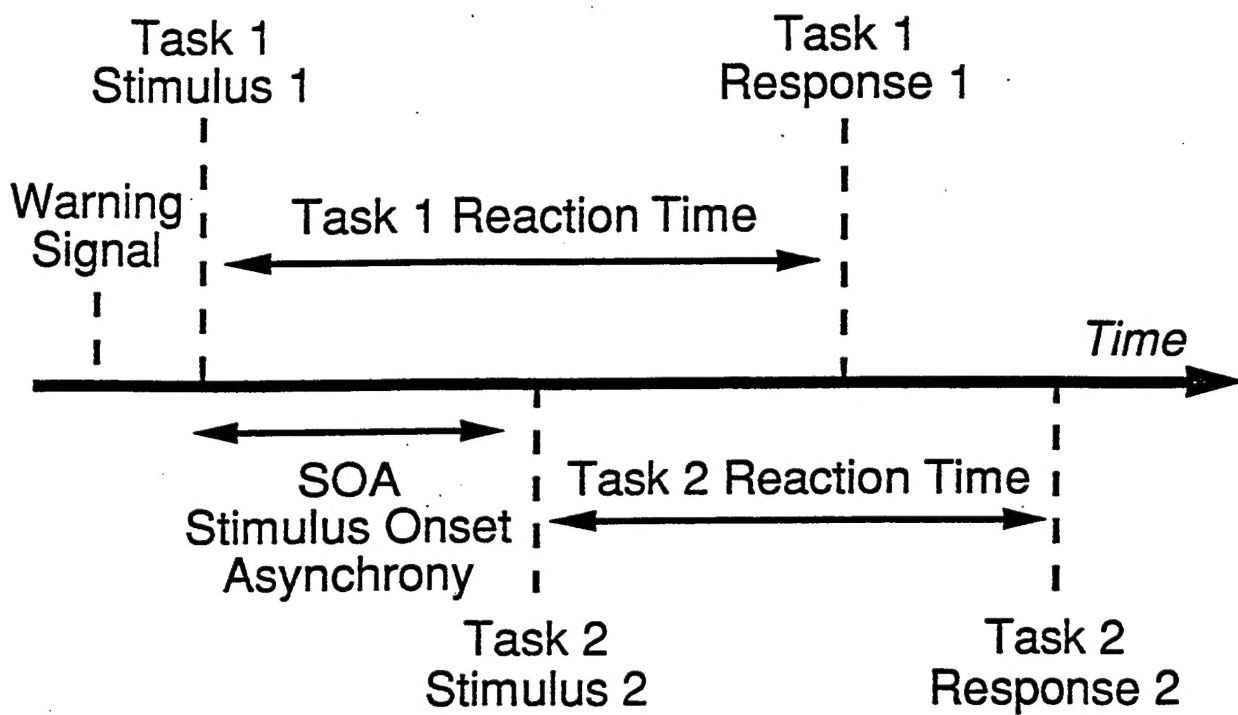 Task 1
Stimulus 1
Task 1
Response 1
Warning
Signal
Task 1 Reaction Time
Time
SOA
Stimulus Onset
Asynchrony
Task 2 Reaction Time
Task 2
Stimulus 2
Task 2
Response 2